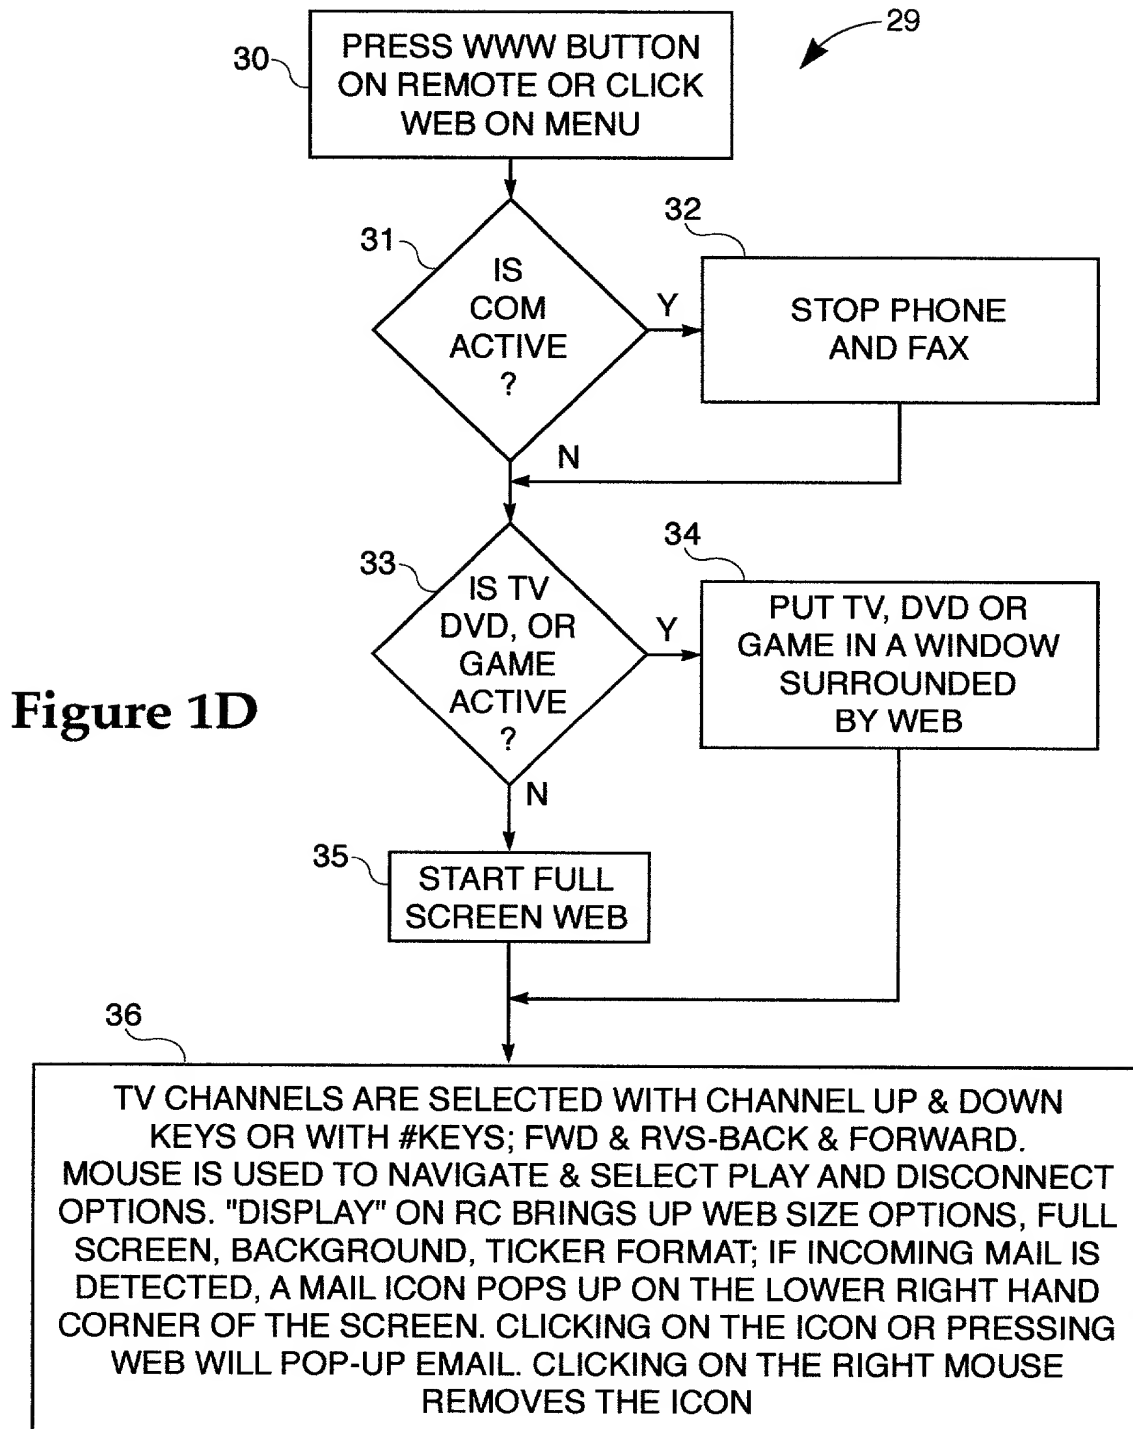 29
30
PRESS WWW BUTTON
ON REMOTE OR CLICK
WEB ON MENU
31
IS
COM
ACTIVE
?
Y
32
STOP PHONE
AND FAX
N
33
IS TV
DVD, OR
GAME
ACTIVE
?
Y
34
PUT TV, DVD OR
GAME IN A WINDOW
SURROUNDED
BY WEB
Figure 1D
N
35
START FULL
SCREEN WEB
36
TV CHANNELS ARE SELECTED WITH CHANNEL UP & DOWN
KEYS OR WITH #KEYS; FWD & RVS-BACK & FORWARD.
MOUSE IS USED TO NAVIGATE & SELECT PLAY AND DISCONNECT
OPTIONS. "DISPLAY" ON RC BRINGS UP WEB SIZE OPTIONS, FULL
SCREEN, BACKGROUND, TICKER FORMAT; IF INCOMING MAIL IS
DETECTED, A MAIL ICON POPS UP ON THE LOWER RIGHT HAND
CORNER OF THE SCREEN. CLICKING ON THE ICON OR PRESSING
WEB WILL POP-UP EMAIL. CLICKING ON THE RIGHT MOUSE
REMOVES THE ICON